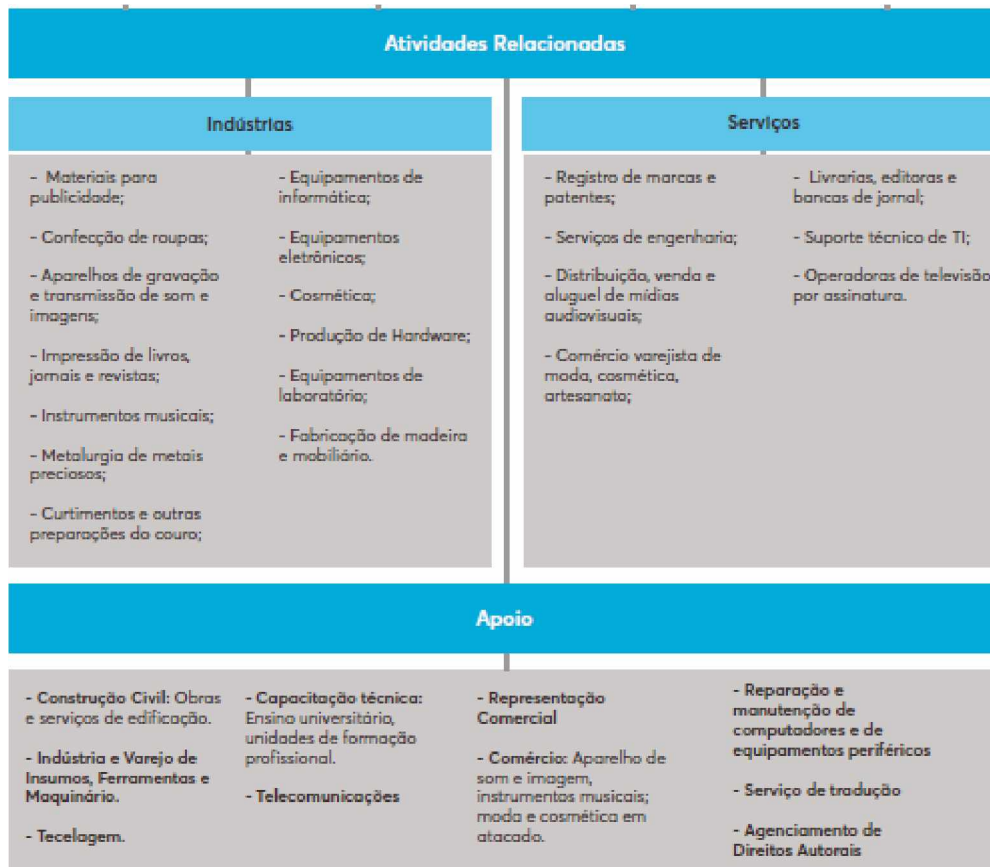 Atividades Relacionadas
Indústrias
- Materiais para
publicidade;
- Confecção de roupas;
- Aparelhos de gravação
e transmissão de som e
imagens;
- Impressão de livros,
jornais e revistas;
- Instrumentos musicais;
- Metalurgia de metais
preciosos;
- Curtimentos e outras
preparações do couro;
- Equipamentos de
informática;
- Equipamentos
eletrônicos;
- Cosmética;
- Produção de Hardware;
- Equipamentos de
laboratório;
- Fabricação de madeira
e mobiliário.
Serviços
- Registro de marcas e
patentes;
- Serviços de engenharia;
- Distribuição, venda e
aluguel de mídias
audiovisuais;
- Comércio varejista de
moda, cosmética,
artesanato;
- Livrarias, editoras e
bancas de jornal;
- Suporte técnico de TI;
- Operadoras de televisão
por assinatura.
Apoio
- Construção Civil: Obras
e serviços de edificação.
- Indústria e Varejo de
Insumos, Ferramentas e
Maquinário.
- Tecelagem.
- Capacitação técnica:
Ensino universitário,
unidades de formação
profissional.
- Telecomunicações
- Representação
Comercial
- Comércio: Aparelho de
som e imagem,
instrumentos musicais;
moda e cosmética em
atacado.
- Reparação e
manutenção de
computadores e de
equipamentos periféricos
- Serviço de tradução
- Agenciamento de
Direitos Autorais